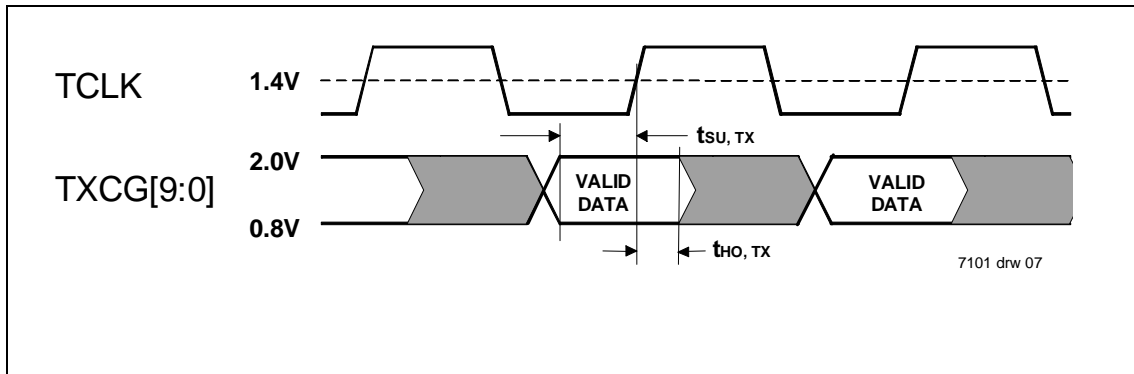 TCLK
1.4V
tSU, TX
2.0V
TXCG[9:0]
VALID
DATA
VALID
DATA
0.8V
tHO, TX
7101 drw 07